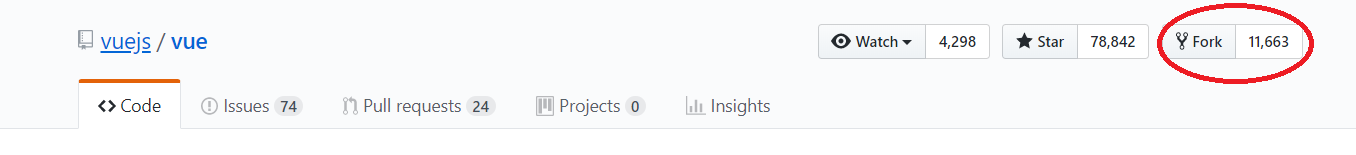 vuejs / vue Watch 4,298 Star 78,842 Fork 11,663
Code Issues 74 Pull requests 24 Projects 0 Insights